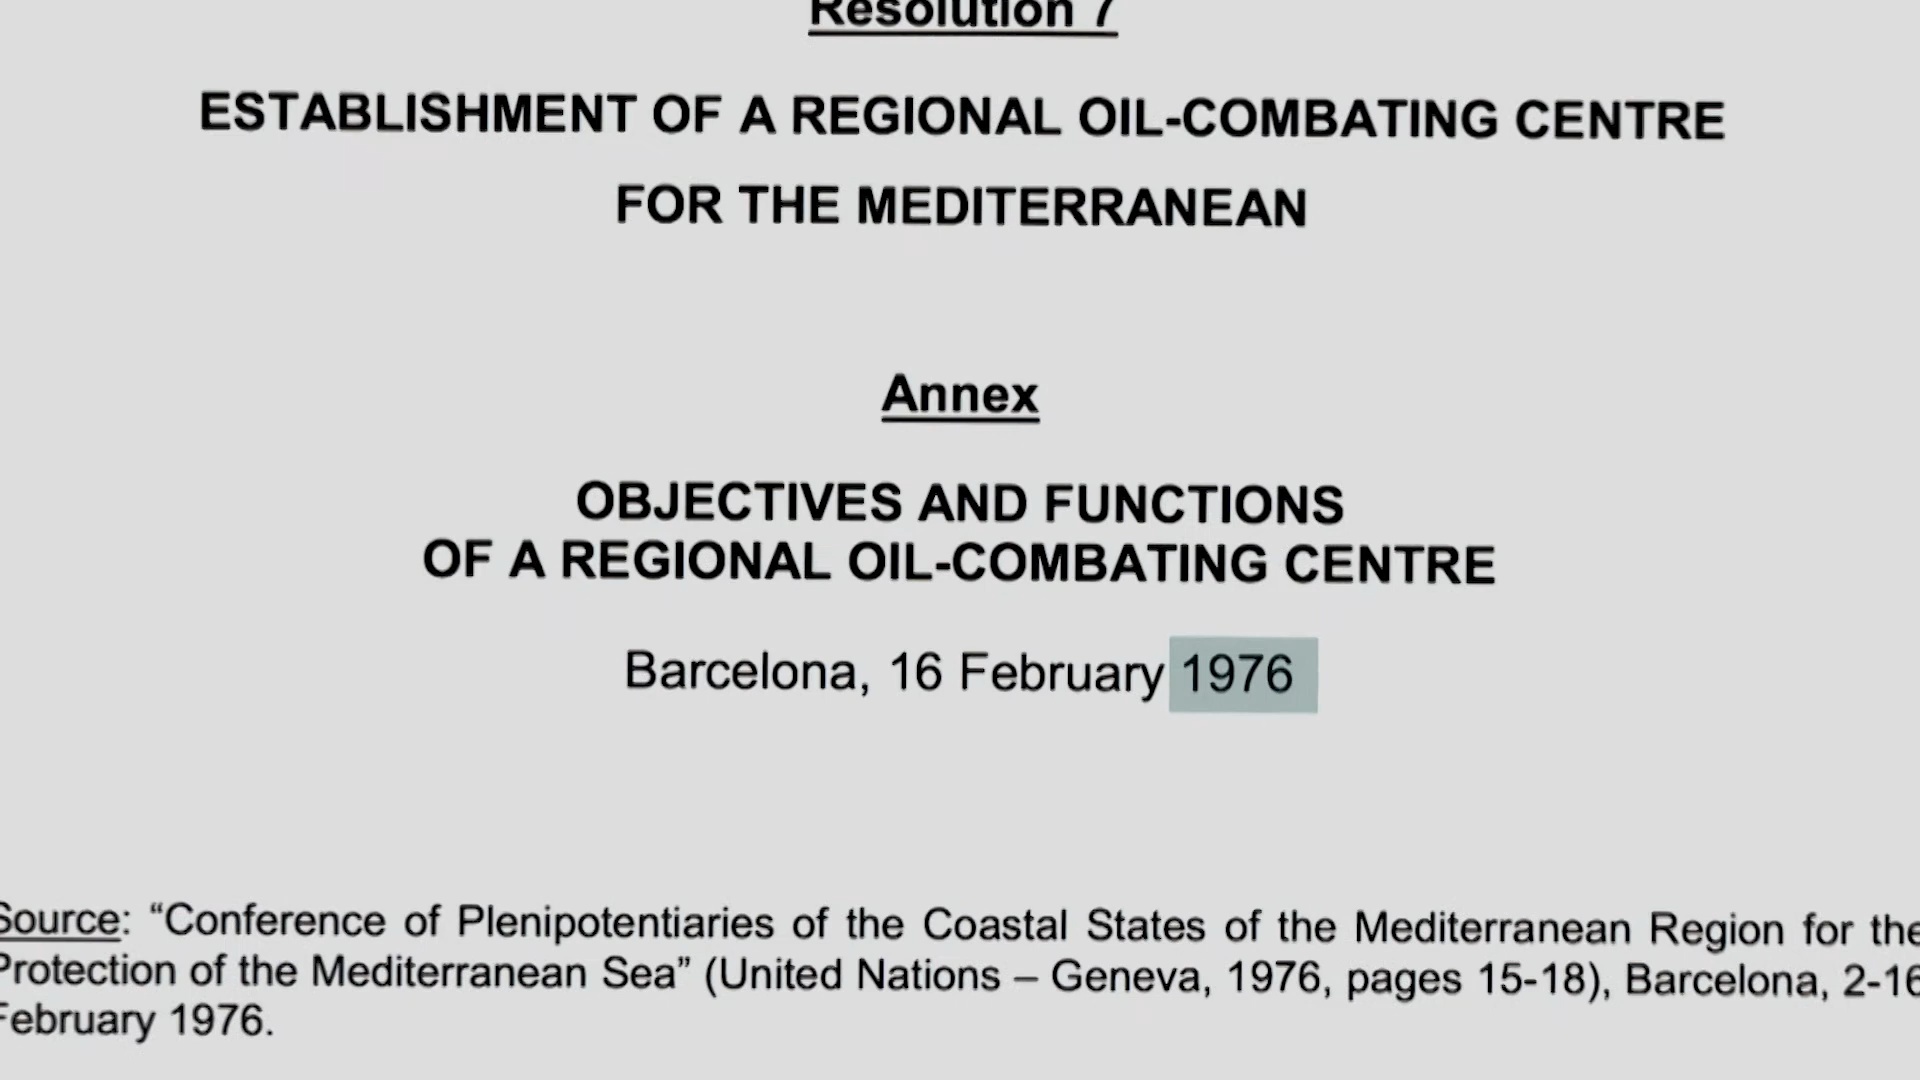 Resolution 7
ESTABLISHMENT OF A REGIONAL OIL-COMBATING CENTRE
FOR THE MEDITERRANEAN
Annex
OBJECTIVES AND FUNCTIONS
OF A REGIONAL OIL-COMBATING CENTRE
Barcelona, 16 February 1976
Source: “Conference of Plenipotentiaries of the Coastal States of the Mediterranean Region for the
Protection of the Mediterranean Sea” (United Nations – Geneva, 1976, pages 15-18), Barcelona, 2-16
February 1976.